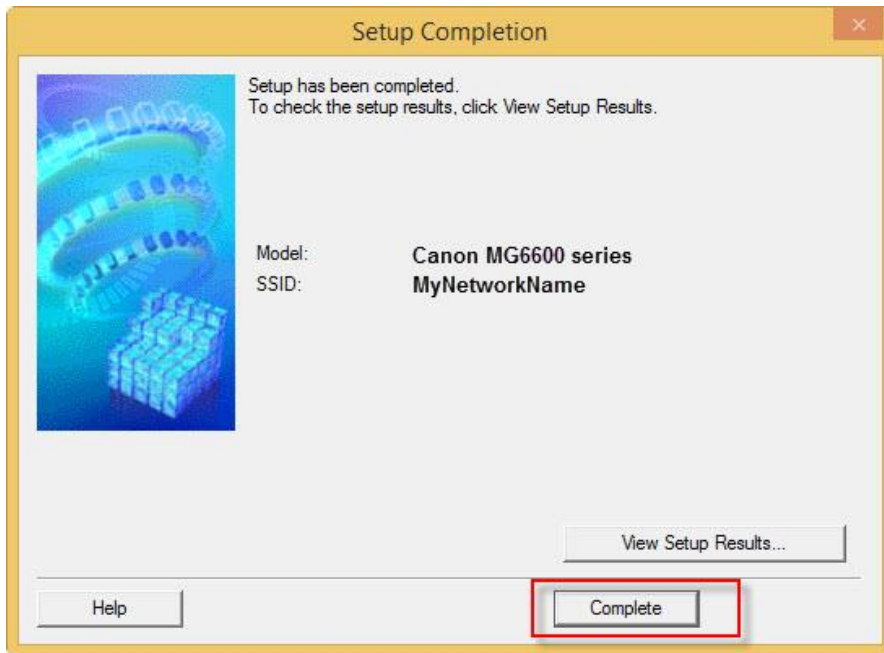 Setup Completion
Setup has been completed.
To check the setup results, click View Setup Results.
Model: Canon MG6600 series
SSID: MyNetworkName
View Setup Results...
Help Complete